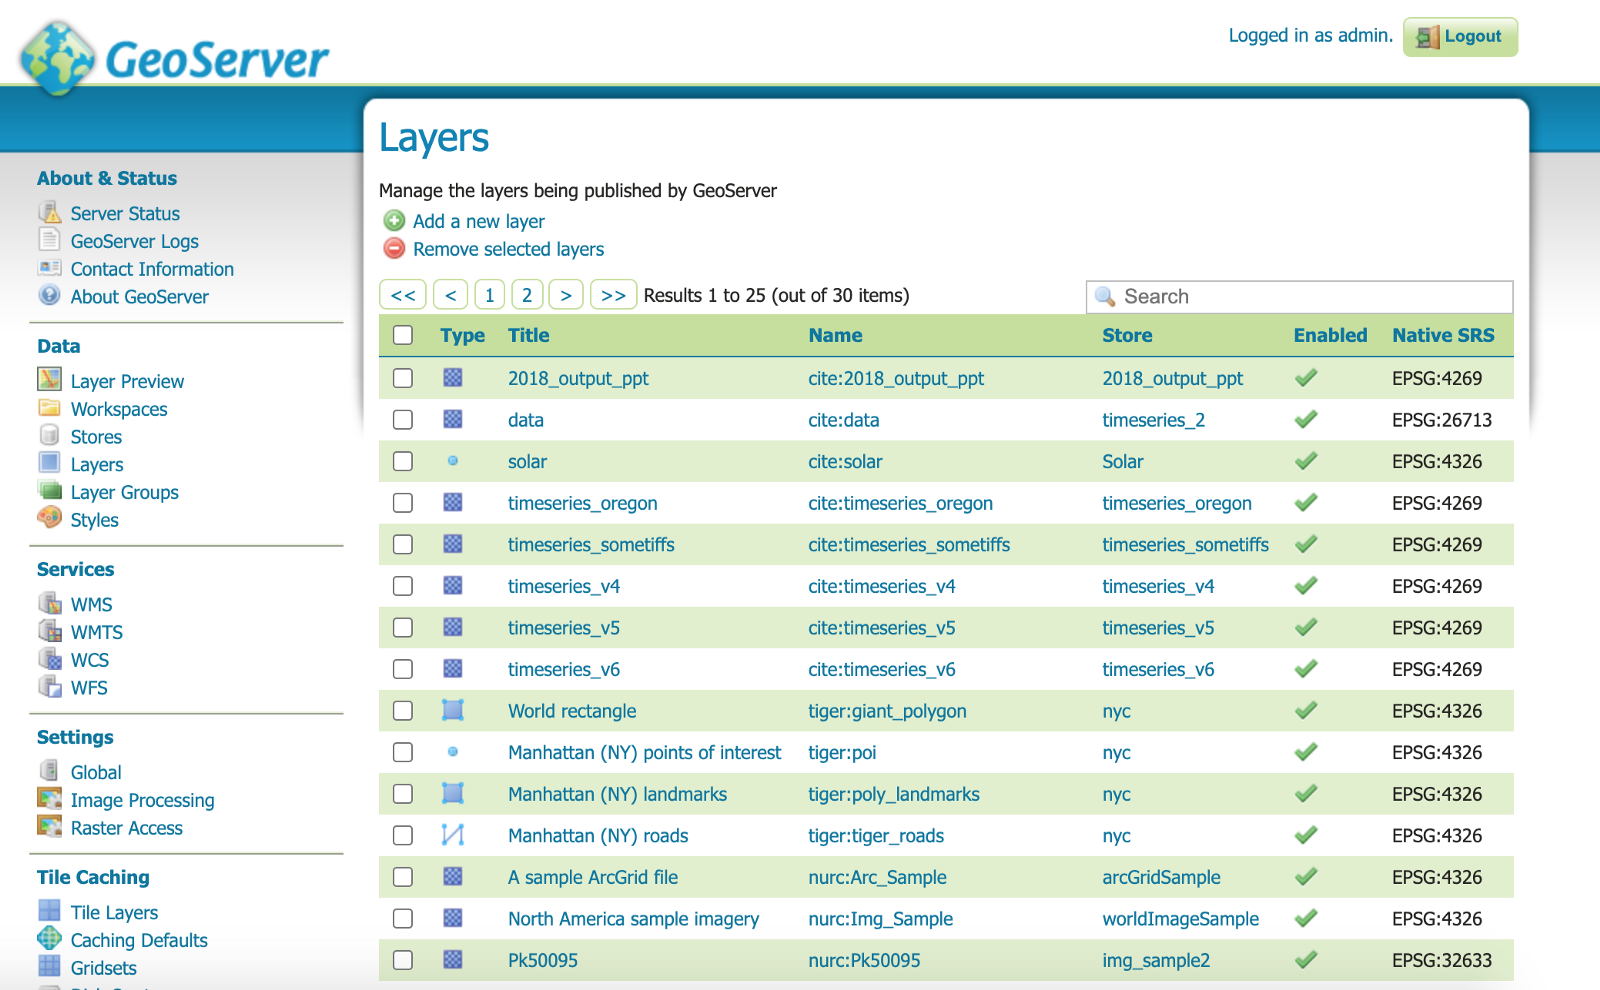 GeoServer
Logged in as admin.
Logout
About & Status
Server Status
GeoServer Logs
Contact Information
About GeoServer
Data
Layer Preview
Workspaces
Stores
Layers
Layer Groups
Styles
Services
WMS
WMTS
WCS
WFS
Settings
Global
Image Processing
Raster Access
Tile Caching
Tile Layers
Caching Defaults
Gridsets
Layers
Manage the layers being published by GeoServer
Add a new layer
Remove selected layers
<< < 1 2 > >> Results 1 to 25 (out of 30 items) Search
Type Title Name Store Enabled Native SRS
2018_output_ppt cite:2018_output_ppt 2018_output_ppt EPSG:4269
data cite:data timeseries_2 EPSG:26713
solar cite:solar Solar EPSG:4326
timeseries_oregon cite:timeseries_oregon timeseries_oregon EPSG:4269
timeseries_sometiffs cite:timeseries_sometiffs timeseries_sometiffs EPSG:4269
timeseries_v4 cite:timeseries_v4 timeseries_v4 EPSG:4269
timeseries_v5 cite:timeseries_v5 timeseries_v5 EPSG:4269
timeseries_v6 cite:timeseries_v6 timeseries_v6 EPSG:4269
World rectangle tiger:giant_polygon nyc EPSG:4326
Manhattan (NY) points of interest tiger:poi nyc EPSG:4326
Manhattan (NY) landmarks tiger:poly_landmarks nyc EPSG:4326
Manhattan (NY) roads tiger:tiger_roads nyc EPSG:4326
A sample ArcGrid file nurc:Arc_Sample arcGridSample EPSG:4326
North America sample imagery nurc:Img_Sample worldImageSample EPSG:4326
Pk50095 nurc:Pk50095 img_sample2 EPSG:32633